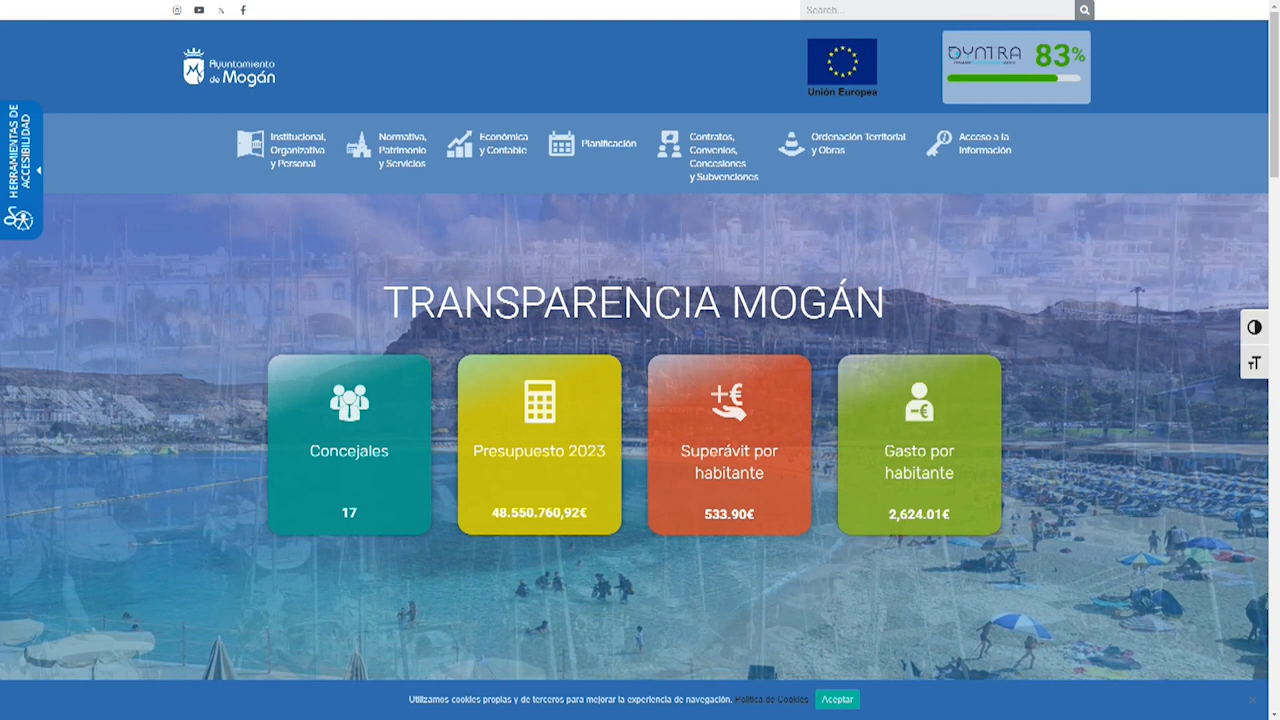 Search...
Ayuntamiento
de Mogán
Unión Europea
DYNTRA
83%
HERRAMIENTAS DE
ACCESIBILIDAD
Institucional,
Organizativa
y Personal
Normativa,
Patrimonio
y Servicios
Económica
y Contable
Planificación
Contratos,
Convenios,
Concesiones
y Subvenciones
Ordenación Territorial
y Obras
Acceso a la
Información
TRANSPARENCIA MOGÁN
Concejales
17
Presupuesto 2023
48.550.760,92€
Superávit por
habitante
533.90€
Gasto por
habitante
2,624.01€
Utilizamos cookies propias y de terceros para mejorar la experiencia de navegación. Política de Cookies
Aceptar